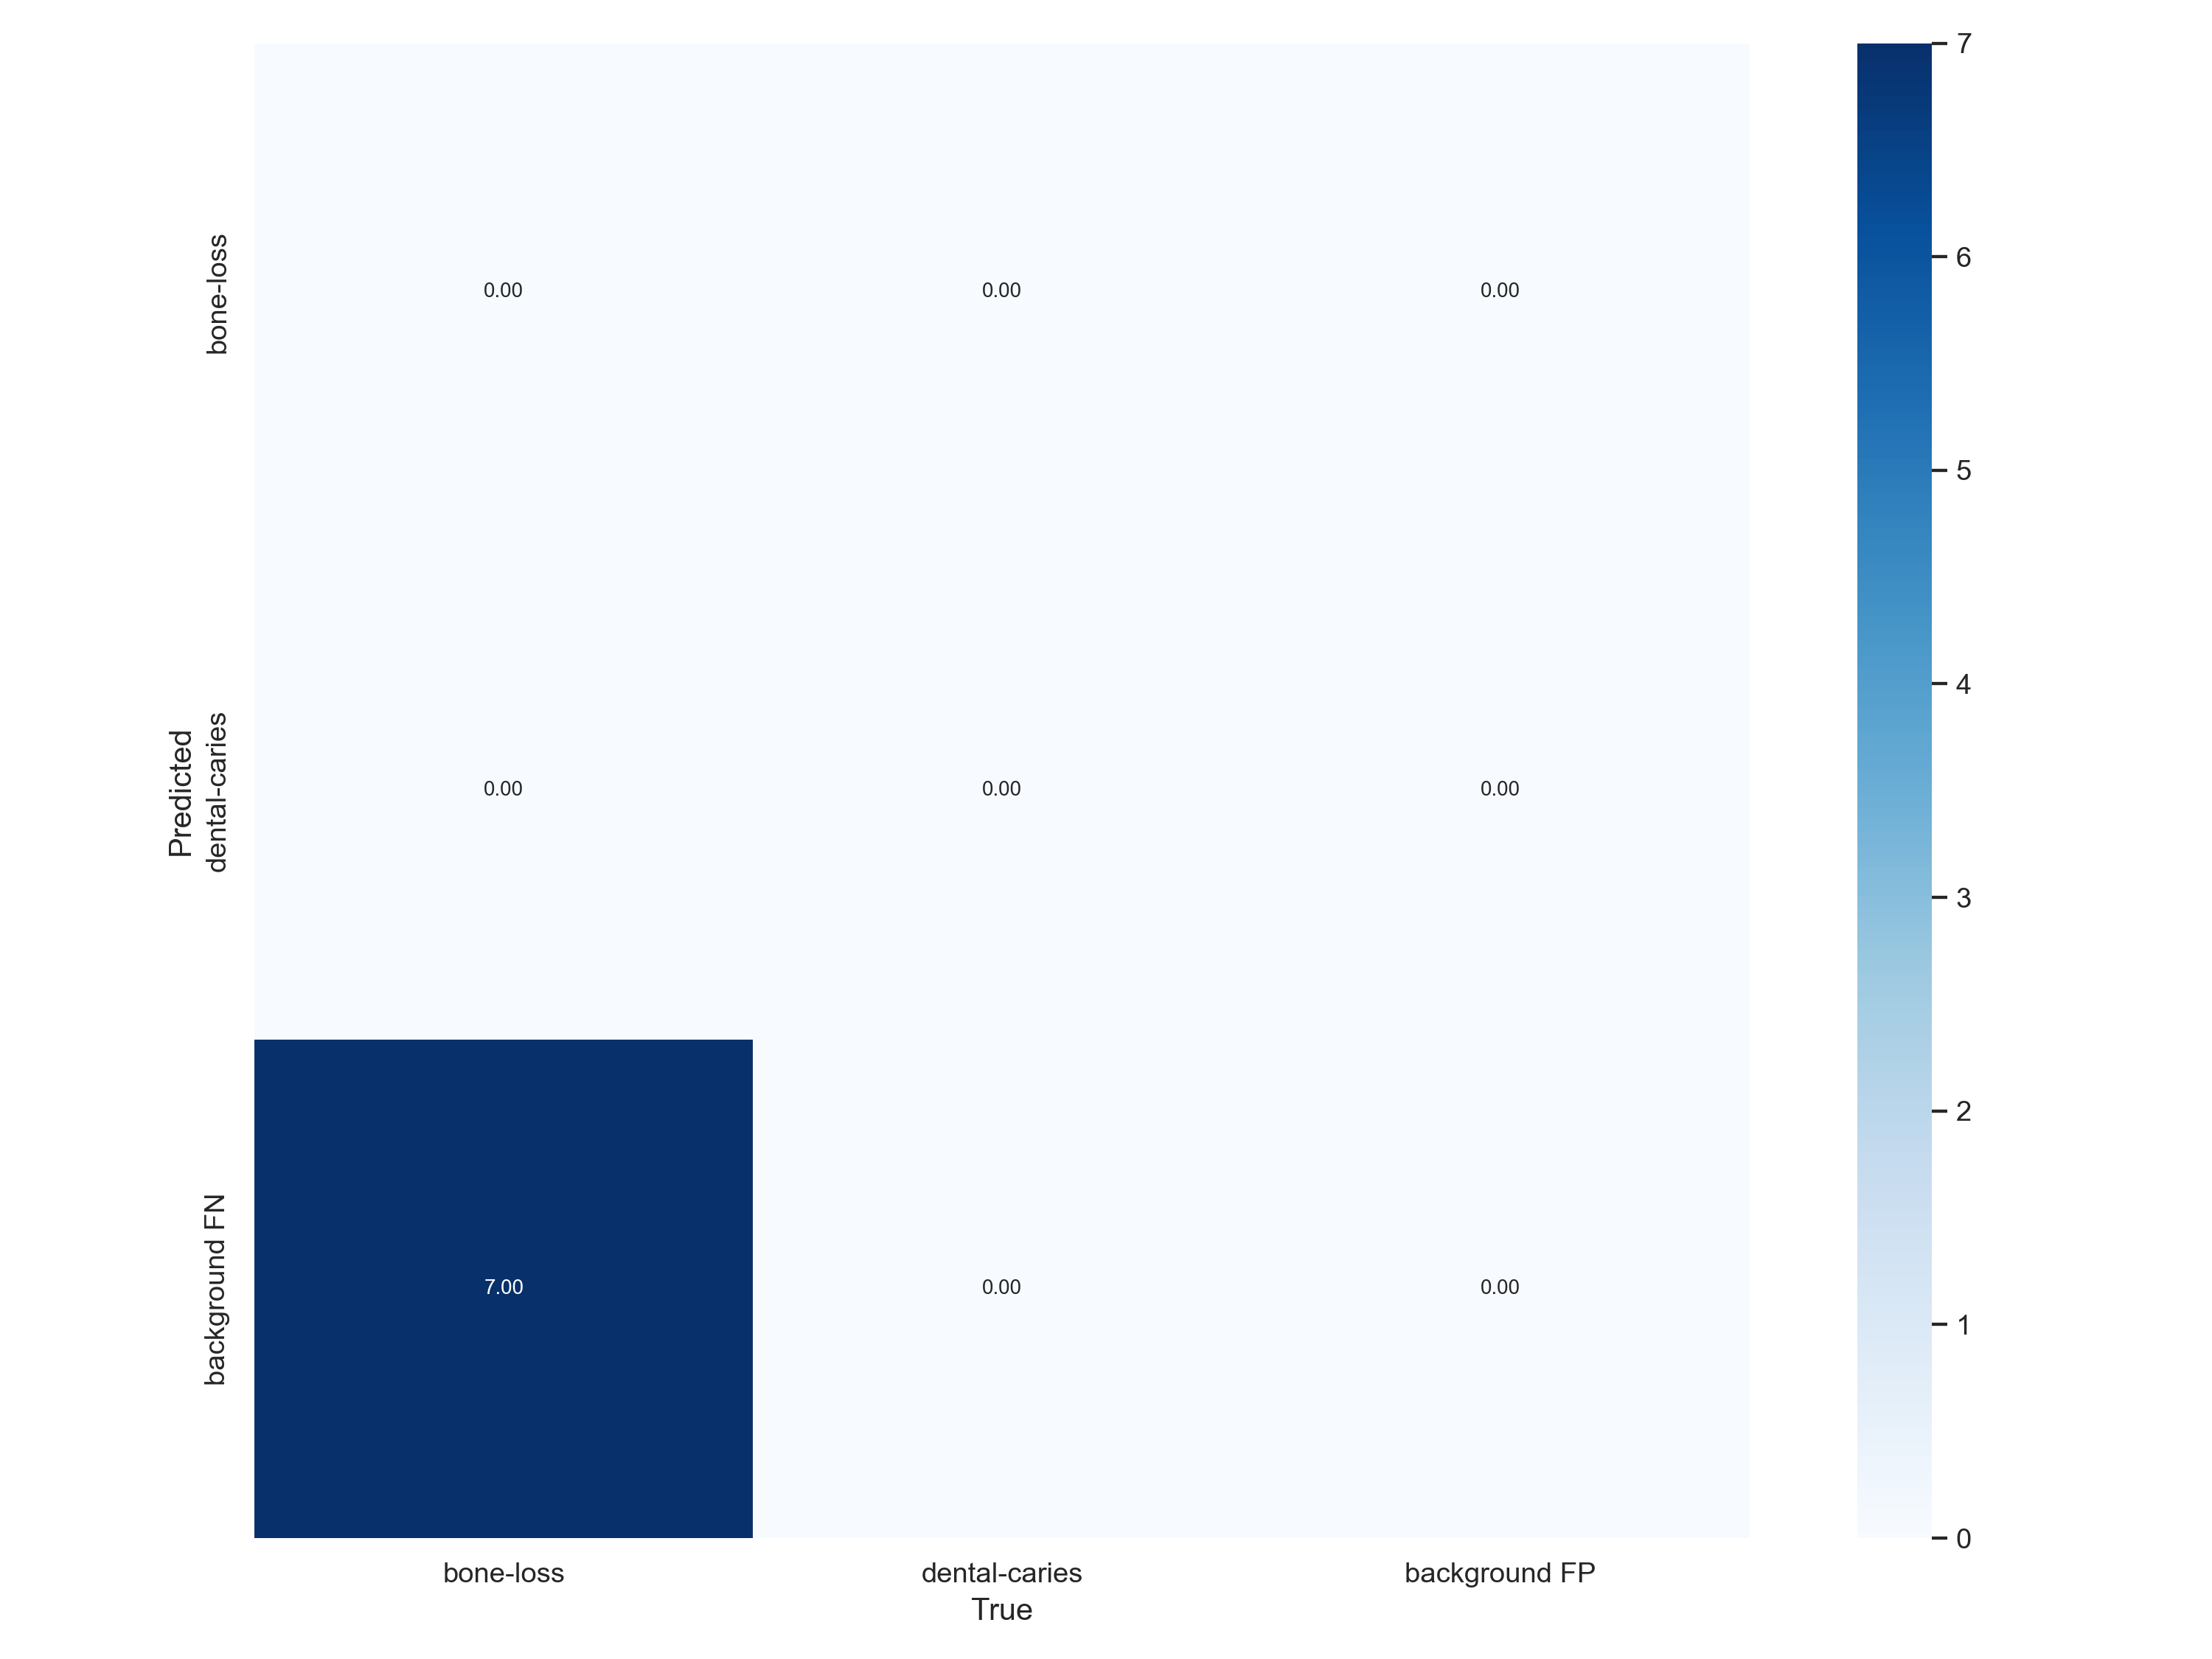 7
6
5
4
3
2
1
0
Predicted
bone-loss
dental-caries
background FN
0.00 0.00 0.00
0.00 0.00 0.00
7.00 0.00 0.00
bone-loss dental-caries background FP
True